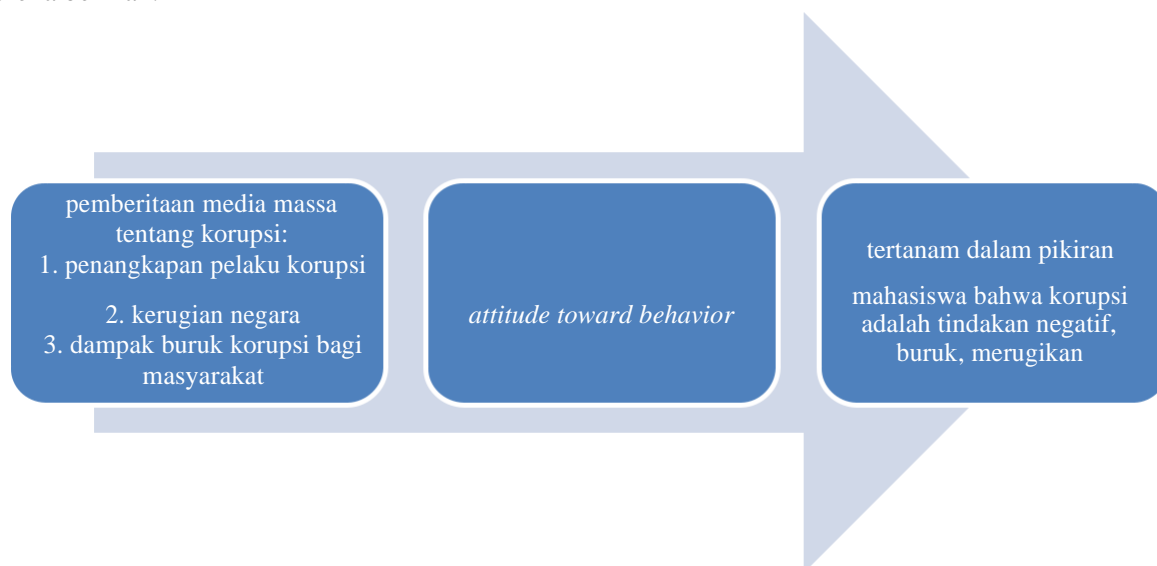 pemberitaan media massa
tentang korupsi:
1. penangkapan pelaku korupsi
2. kerugian negara
3. dampak buruk korupsi bagi
masyarakat
attitude toward behavior
tertanam dalam pikiran
mahasiswa bahwa korupsi
adalah tindakan negatif,
buruk, merugikan